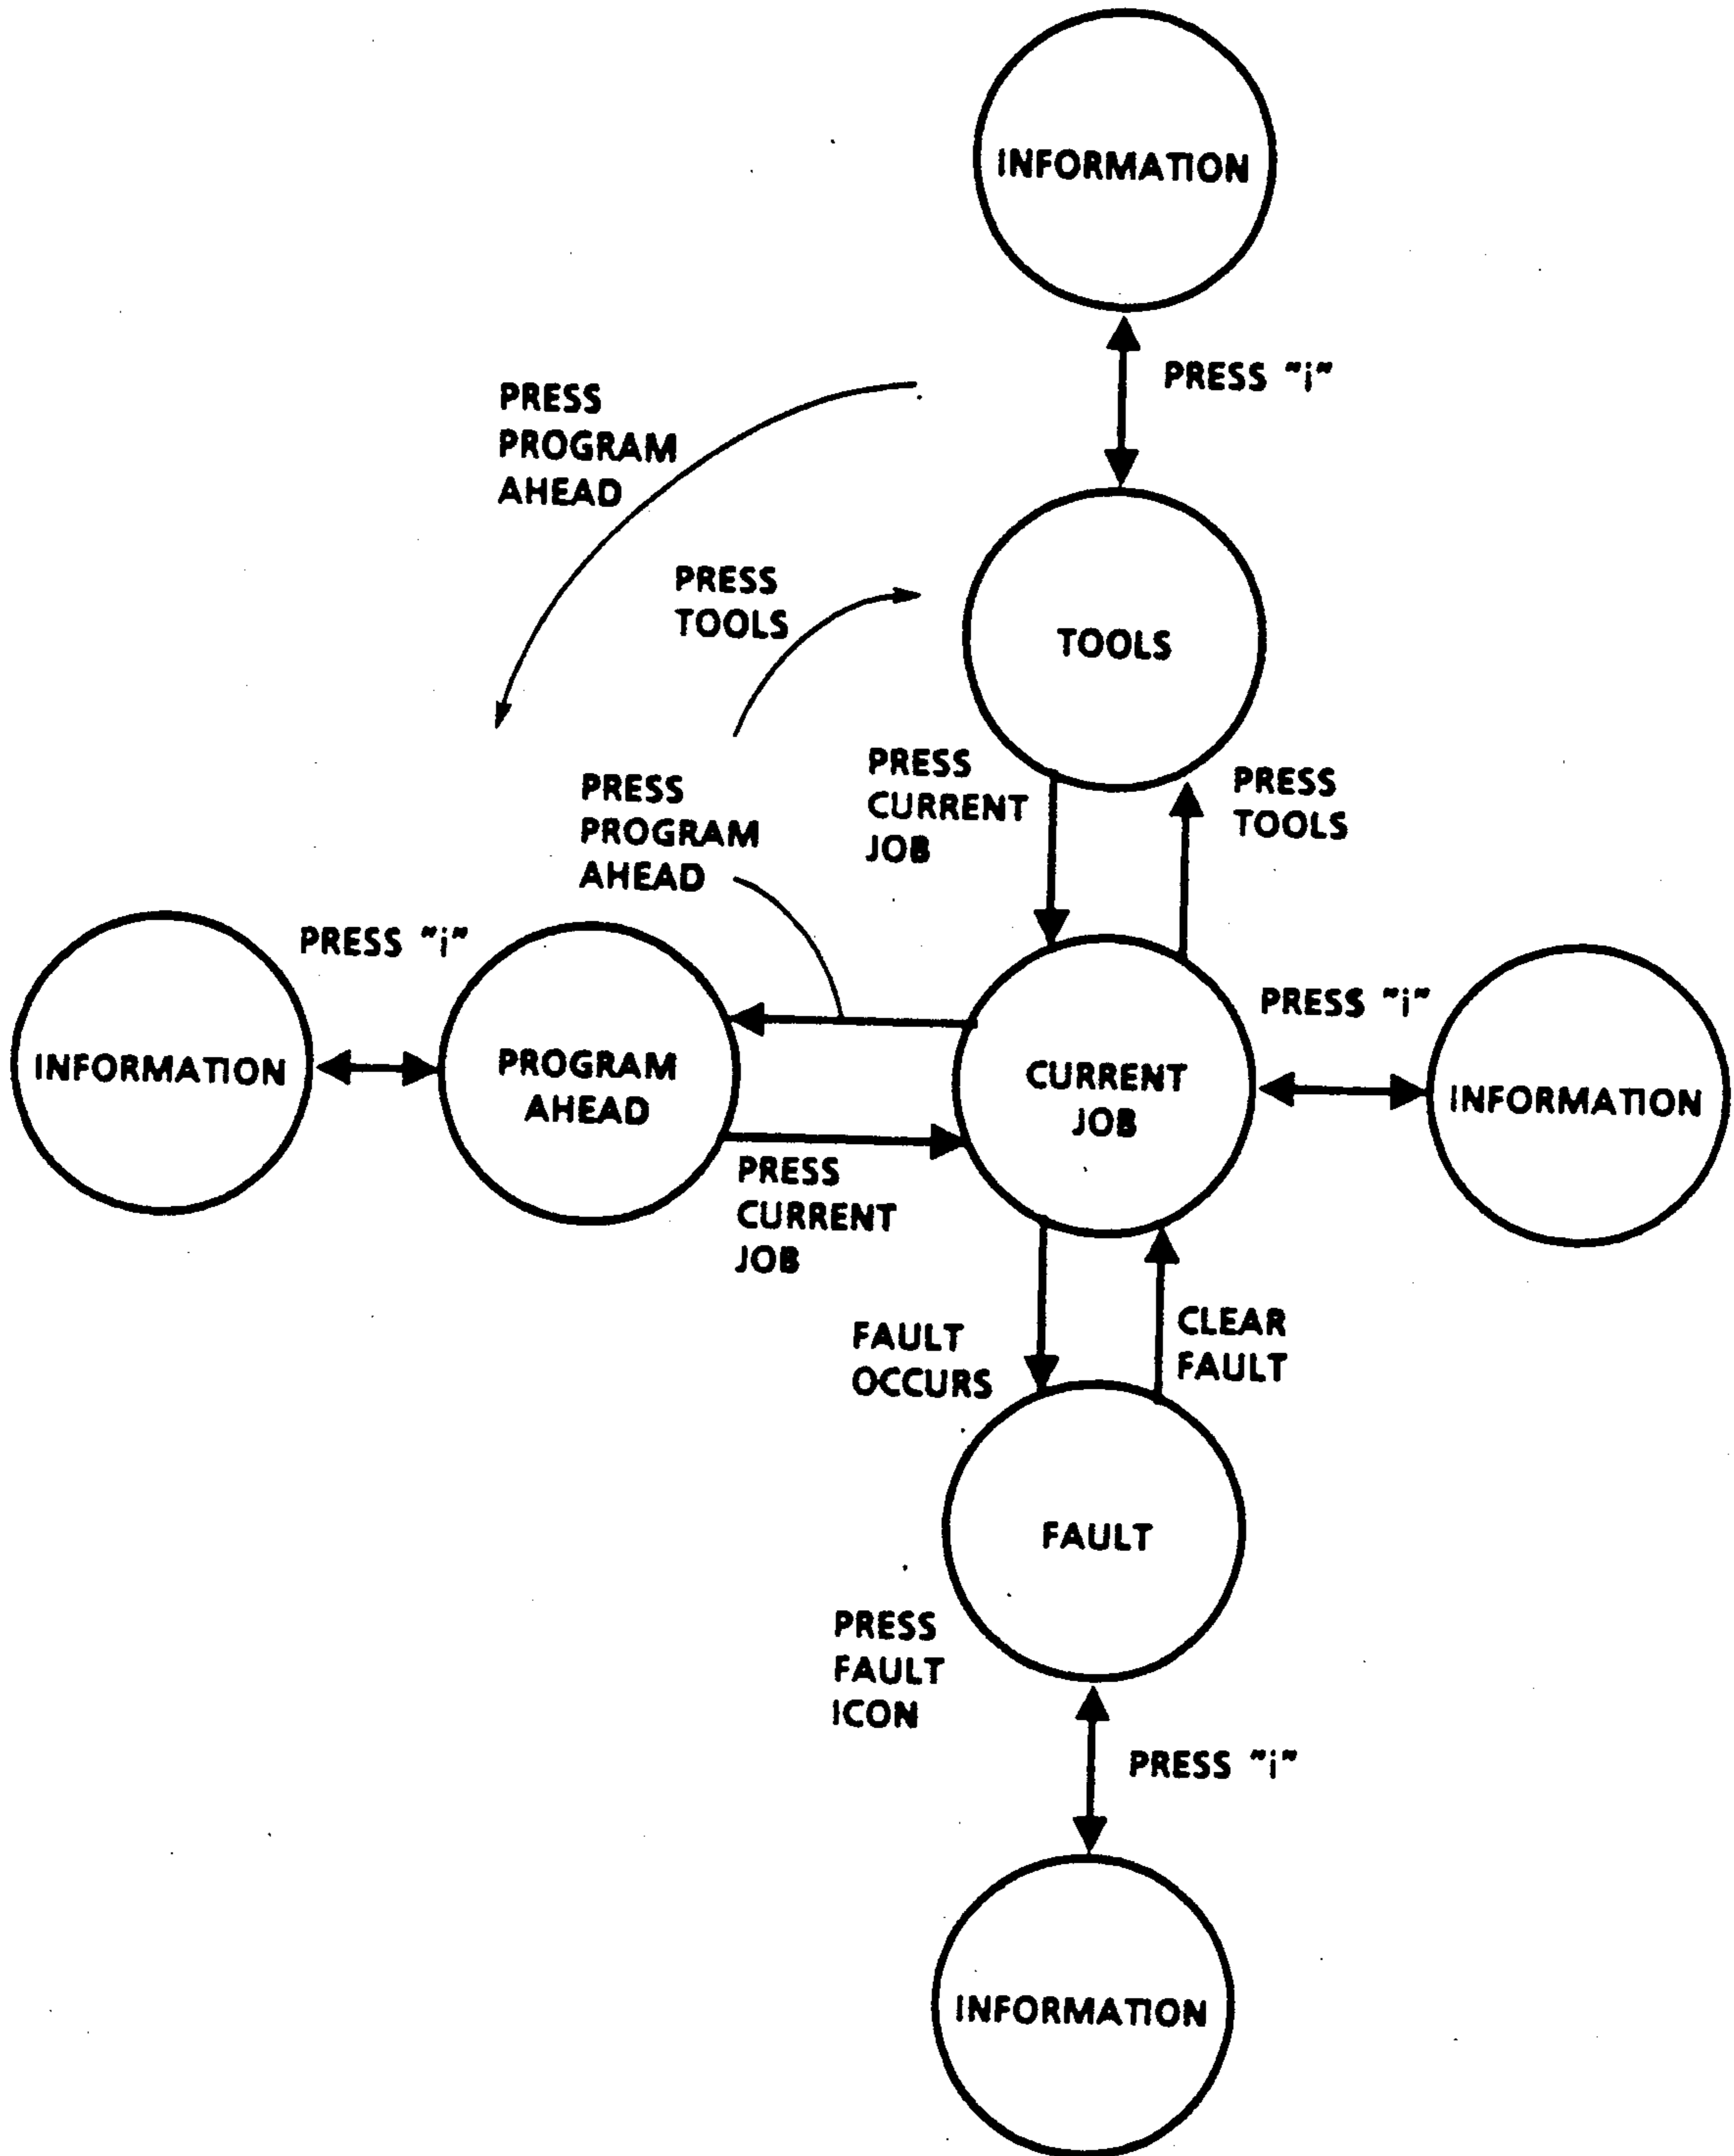 INFORMATION
PRESS "i"
PRESS
PROGRAM
AHEAD
PRESS
TOOLS
TOOLS
PRESS
CURRENT
JOB
PRESS
TOOLS
PRESS
PROGRAM
AHEAD
PRESS "i"
INFORMATION
PROGRAM
AHEAD
CURRENT
JOB
PRESS "i"
INFORMATION
PRESS
CURRENT
JOB
FAULT
OCCURS
CLEAR
FAULT
FAULT
PRESS
FAULT
ICON
PRESS "i"
INFORMATION